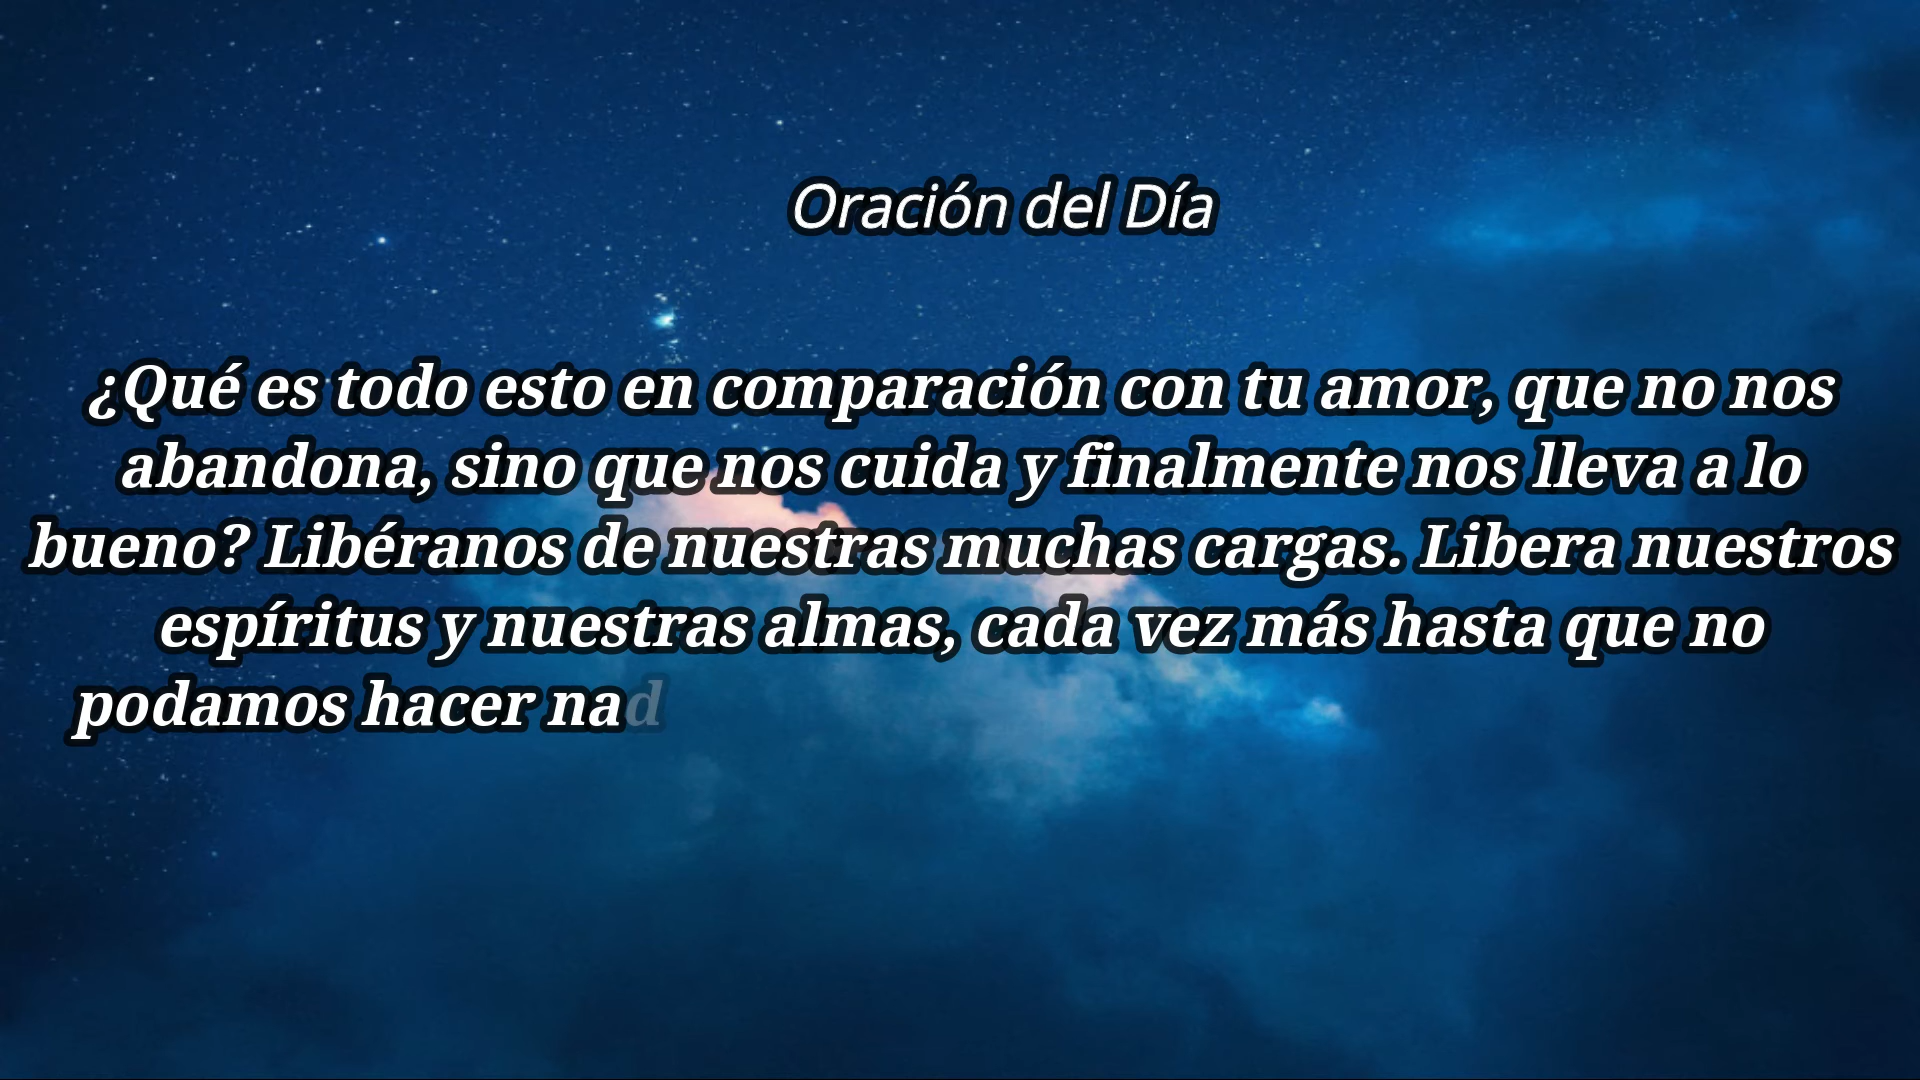 Oración del Día
¿Qué es todo esto en comparación con tu amor, que no nos
abandona, sino que nos cuida y finalmente nos lleva a lo
bueno? Libéranos de nuestras muchas cargas. Libera nuestros
espíritus y nuestras almas, cada vez más hasta que no
podamos hacer nad